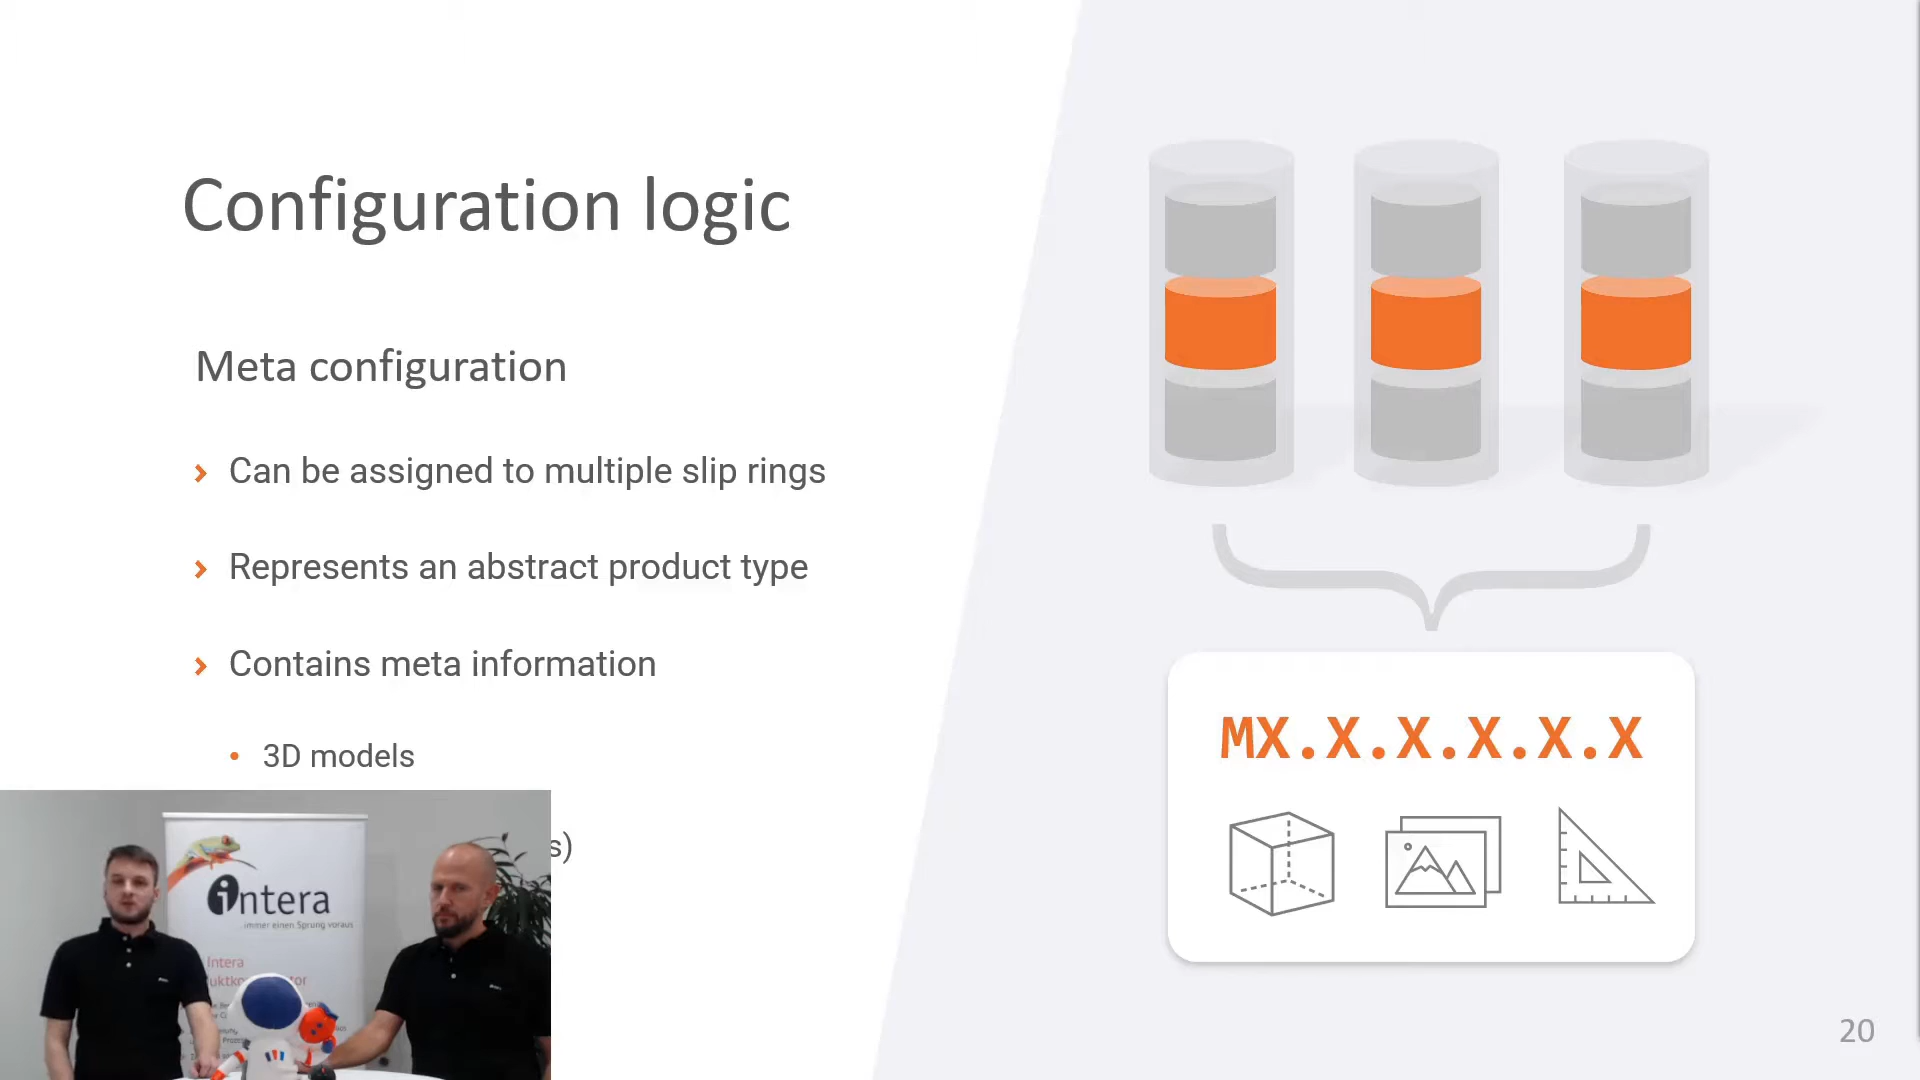 Configuration logic
Meta configuration
Can be assigned to multiple slip rings
Represents an abstract product type
Contains meta information
3D models
s)
MX.X.X.X.X.X
intera
immer einen Sprung voraus
Intera
20